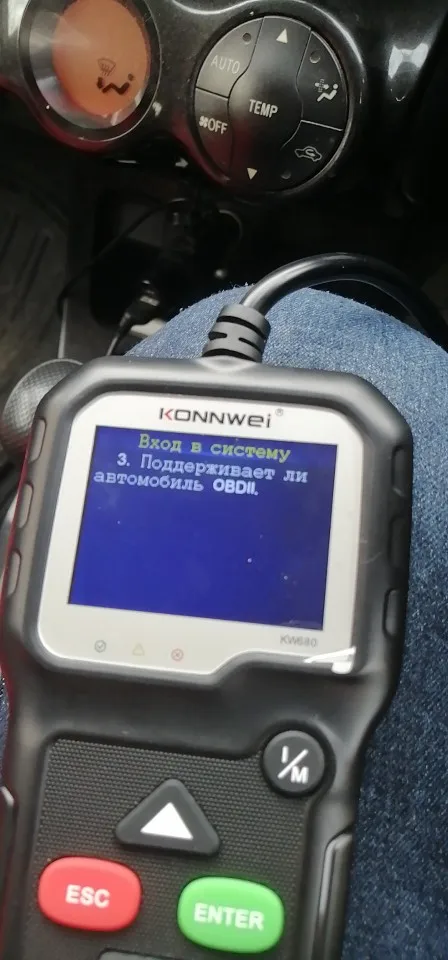 AUTO
TEMP
OFF
KONNWEI®
Вход в систему
3. Поддерживает ли
автомобиль OBDII.
KW680
I/M
ESC
ENTER